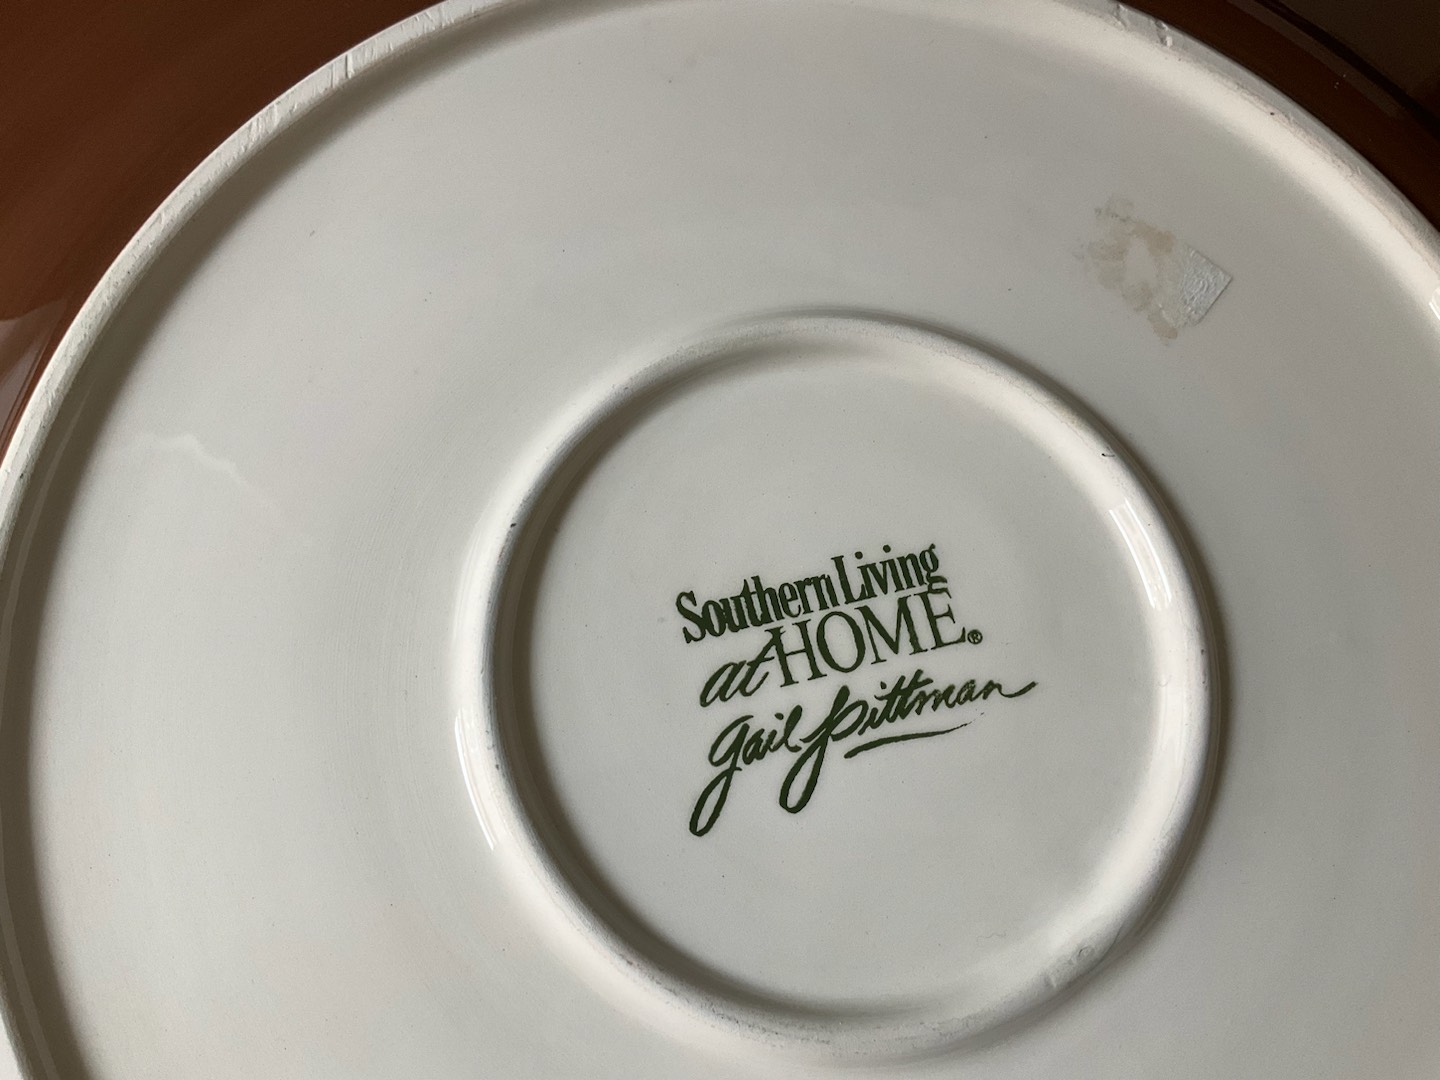 Southern Living
at HOME®
Gail Pittman